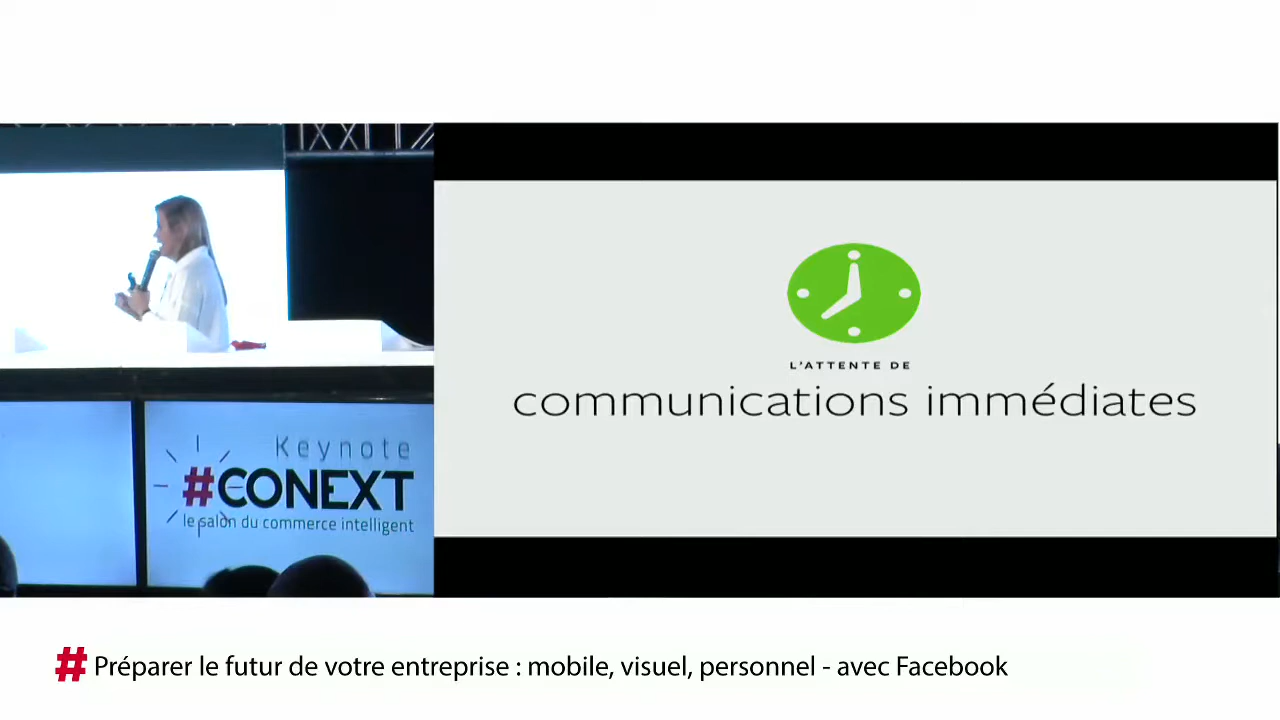 L'ATTENTE DE
communications immédiates
Keynote
#CONEXT
le salon du commerce intelligent
# Préparer le futur de votre entreprise : mobile, visuel, personnel - avec Facebook